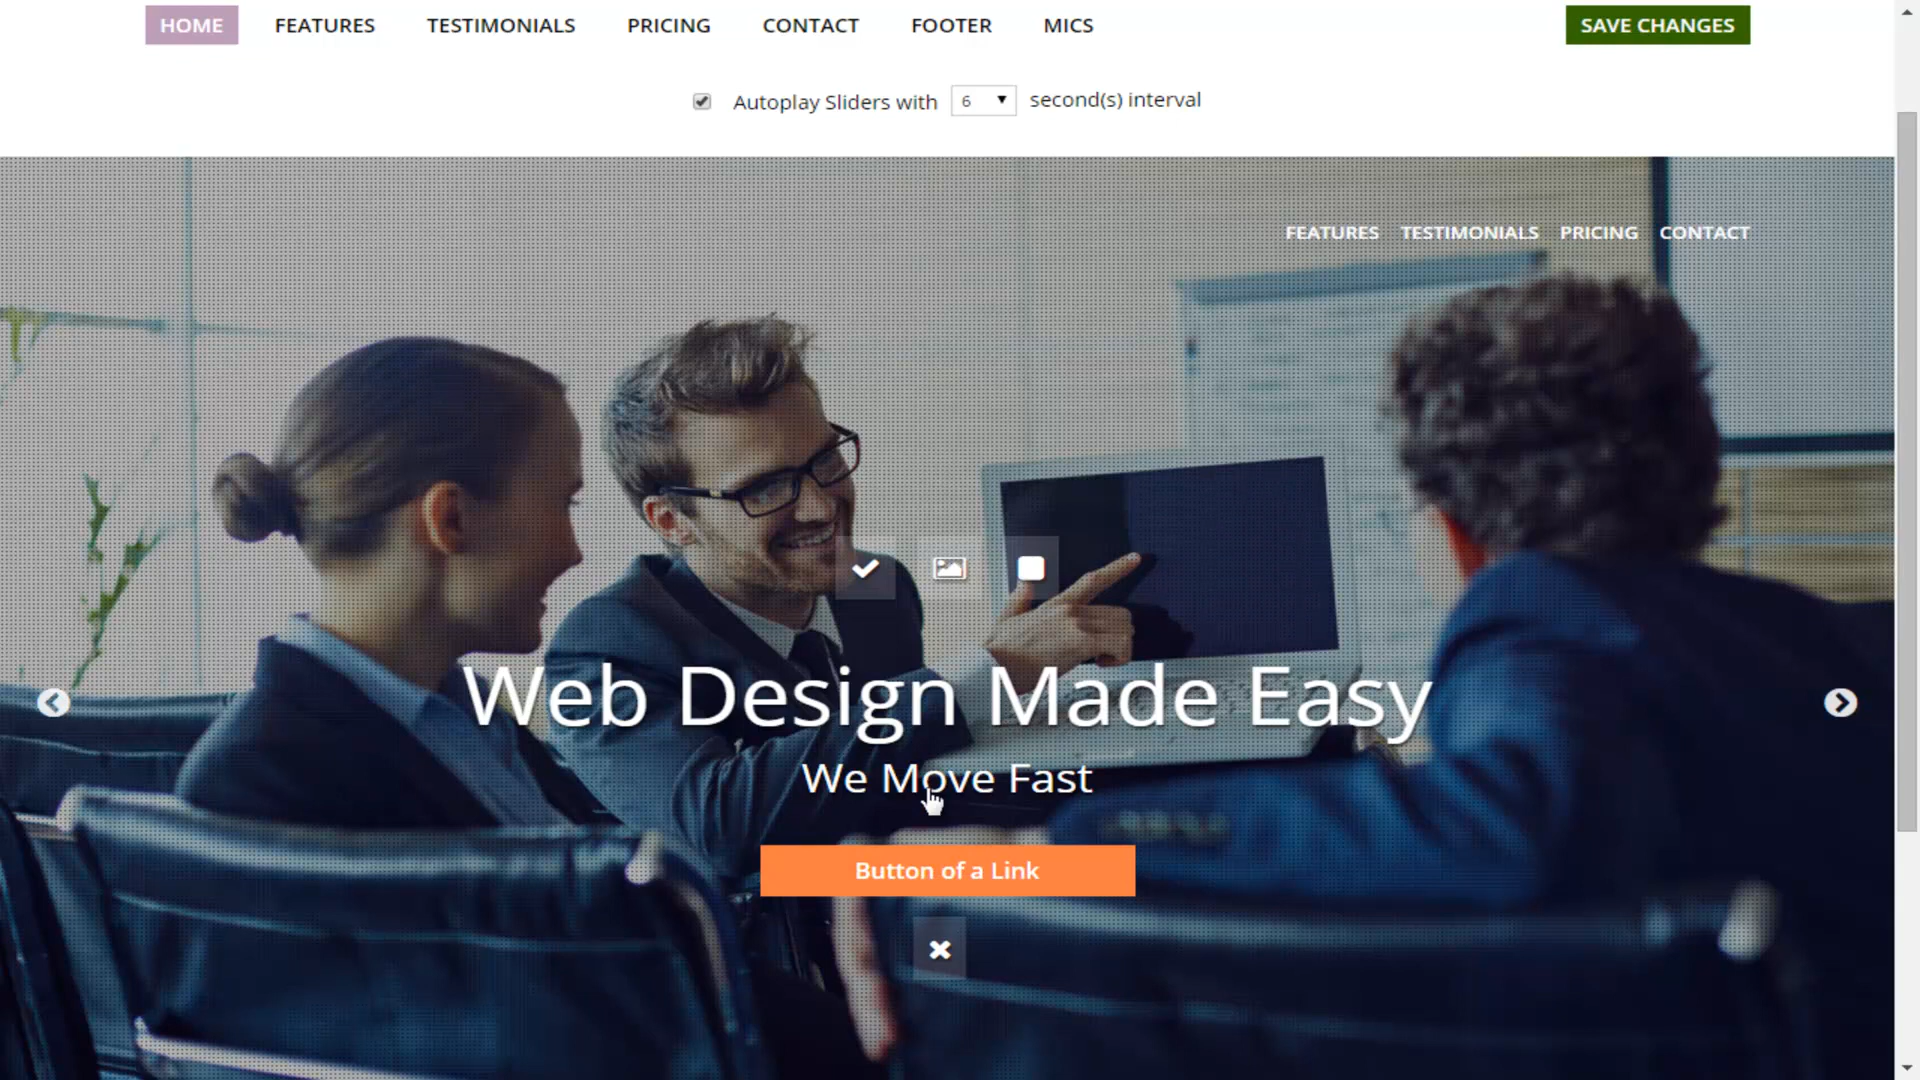 HOME FEATURES TESTIMONIALS PRICING CONTACT FOOTER MICS SAVE CHANGES
Autoplay Sliders with 6 second(s) interval
FEATURES TESTIMONIALS PRICING CONTACT
Web Design Made Easy
We Move Fast
Button of a Link